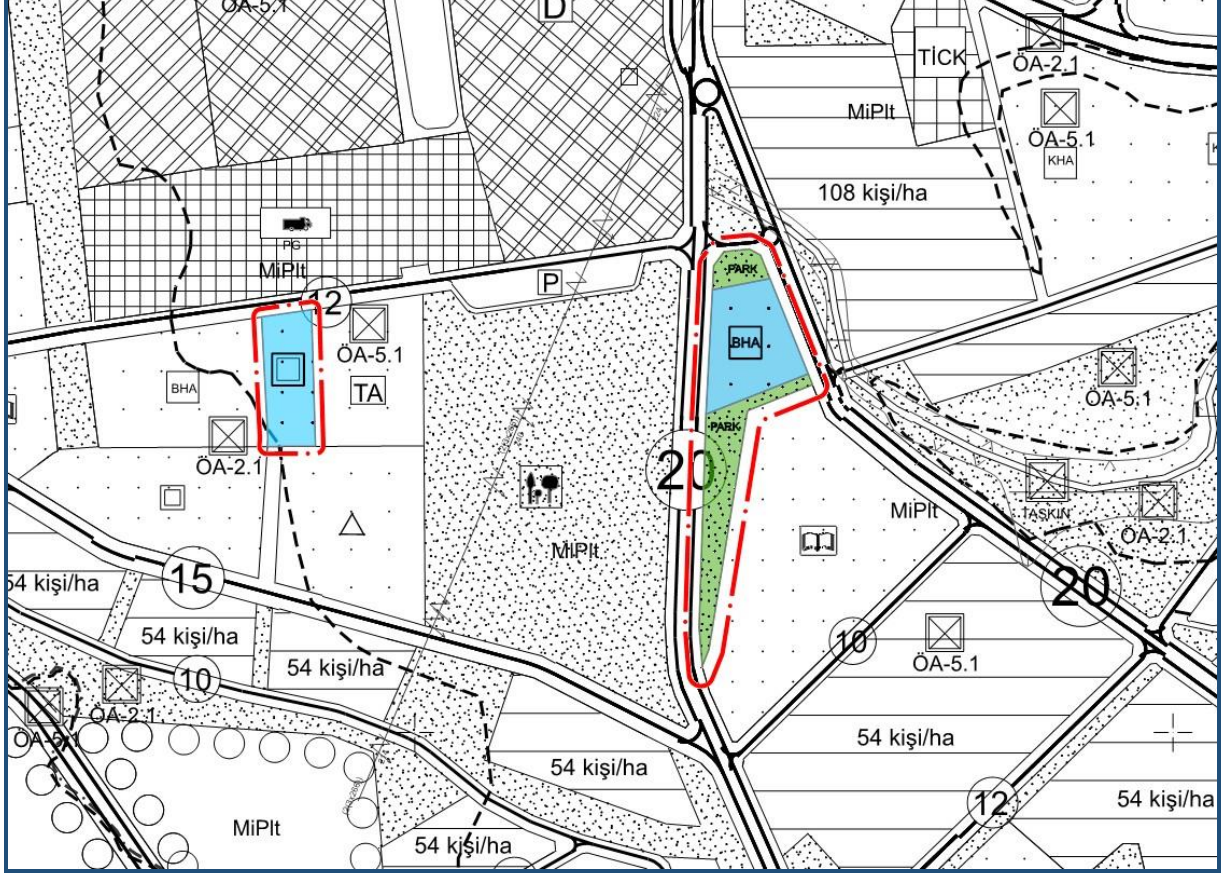 ÖA-5.1
D
TİCK
ÖA-2.1
MiPlt
ÖA-5.1
KHA
108 kişi/ha
PG
MiPlt
PARK
12
P
ÖA-5.1
BHA
ÖA-5.1
BHA
TA
ÖA-2.1
PARK
20
MiPlt
TAŞKIN
ÖA-2.1
MiPlt
15
54 kişi/ha
20
54 kişi/ha
10
54 kişi/ha
ÖA-5.1
10
ÖA-2.1
ÖA-5.1
54 kişi/ha
54 kişi/ha
12
54 kişi/ha
MiPlt
54 kişi/ha